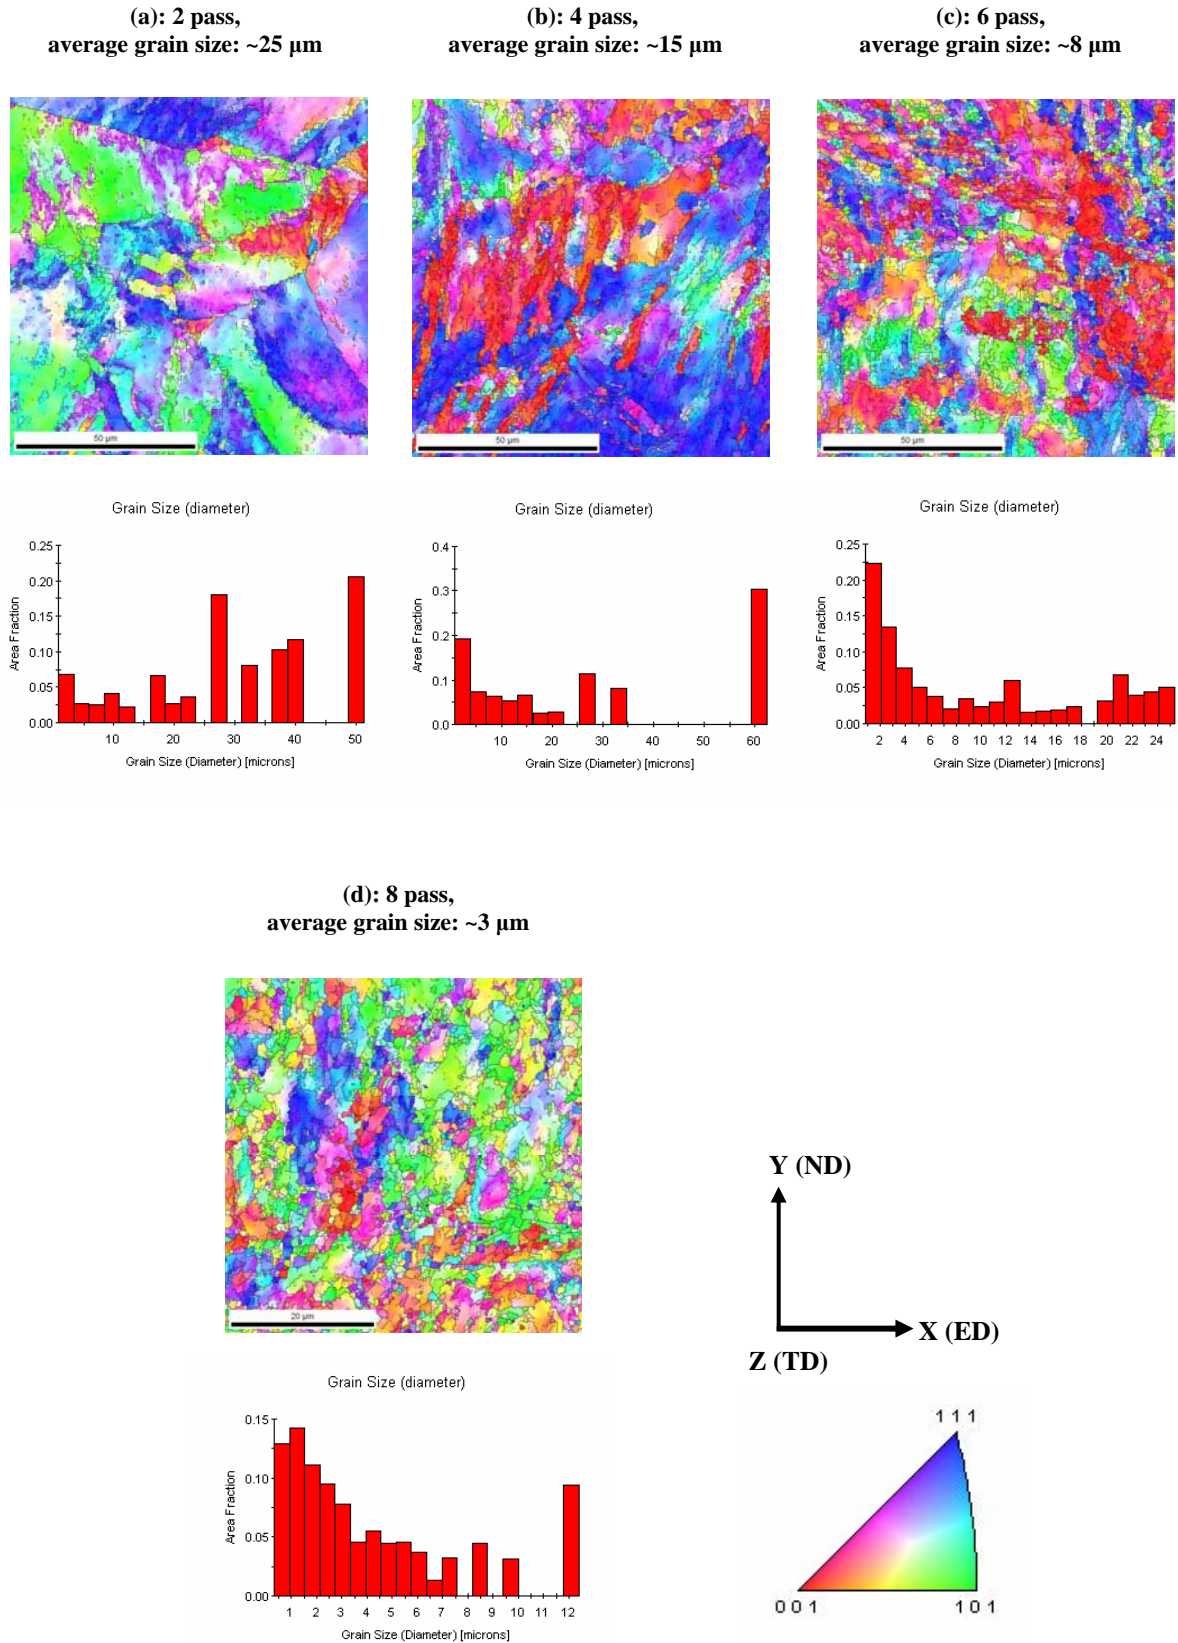 (a): 2 pass,
average grain size: ~25 µm
(b): 4 pass,
average grain size: ~15 µm
(c): 6 pass,
average grain size: ~8 µm
50 µm
50 µm
50 µm
Grain Size (diameter)
0.25
0.20
0.15
0.10
0.05
0.00
Area Fraction
10 20 30 40 50
Grain Size (Diameter) [microns]
Grain Size (diameter)
0.4
0.3
0.2
0.1
0.0
Area Fraction
10 20 30 40 50 60
Grain Size (Diameter) [microns]
Grain Size (diameter)
0.25
0.20
0.15
0.10
0.05
0.00
Area Fraction
2 4 6 8 10 12 14 16 18 20 22 24
Grain Size (Diameter) [microns]
(d): 8 pass,
average grain size: ~3 µm
20 µm
Grain Size (diameter)
0.15
0.10
0.05
0.00
Area Fraction
1 2 3 4 5 6 7 8 9 10 11 12
Grain Size (Diameter) [microns]
Y (ND)
X (ED)
Z (TD)
1 1 1
0 0 1
1 0 1